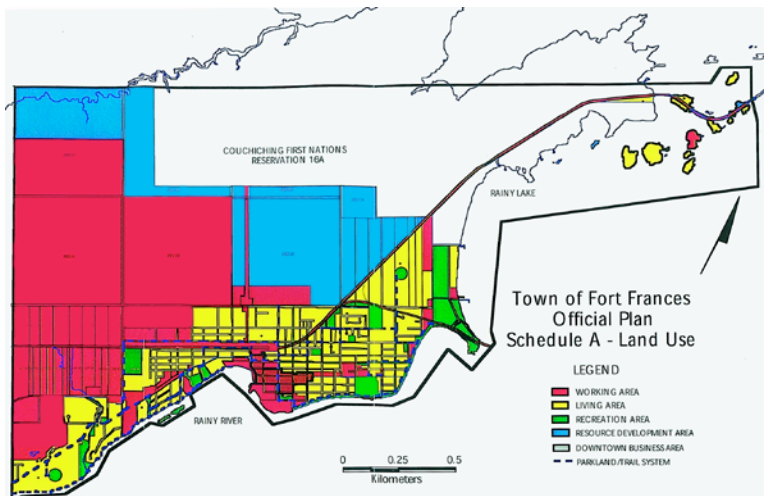 COUCHICHING FIRST NATIONS
RESERVATION 16A
RAINY LAKE
Town of Fort Frances
Official Plan
Schedule A - Land Use
LEGEND
WORKING AREA
LIVING AREA
RECREATION AREA
RESOURCE DEVELOPMENT AREA
DOWNTOWN BUSINESS AREA
PARKLAND/TRAIL SYSTEM
RAINY RIVER
0 0.25 0.5
Kilometers